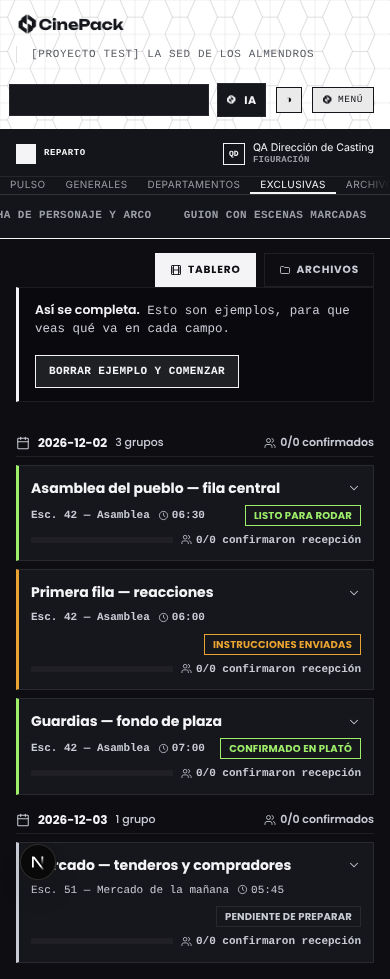 CinePack
[PROYECTO TEST] LA SED DE LOS ALMENDROS
IA
MENÚ
REPARTO
QD
QA Dirección de Casting
FIGURACIÓN
PULSO GENERALES DEPARTAMENTOS EXCLUSIVAS ARCHIV
HA DE PERSONAJE Y ARCO GUION CON ESCENAS MARCADAS
TABLERO ARCHIVOS
Así se completa. Esto son ejemplos, para que
veas qué va en cada campo.
BORRAR EJEMPLO Y COMENZAR
2026-12-02 3 grupos 0/0 confirmados
Asamblea del pueblo — fila central
Esc. 42 — Asamblea 06:30 LISTO PARA RODAR
0/0 confirmaron recepción
Primera fila — reacciones
Esc. 42 — Asamblea 06:00
INSTRUCCIONES ENVIADAS
0/0 confirmaron recepción
Guardias — fondo de plaza
Esc. 42 — Asamblea 07:00 CONFIRMADO EN PLATÓ
0/0 confirmaron recepción
2026-12-03 1 grupo 0/0 confirmados
N
rcado — tenderos y compradores
Esc. 51 — Mercado de la mañana 05:45
PENDIENTE DE PREPARAR
0/0 confirmaron recepción